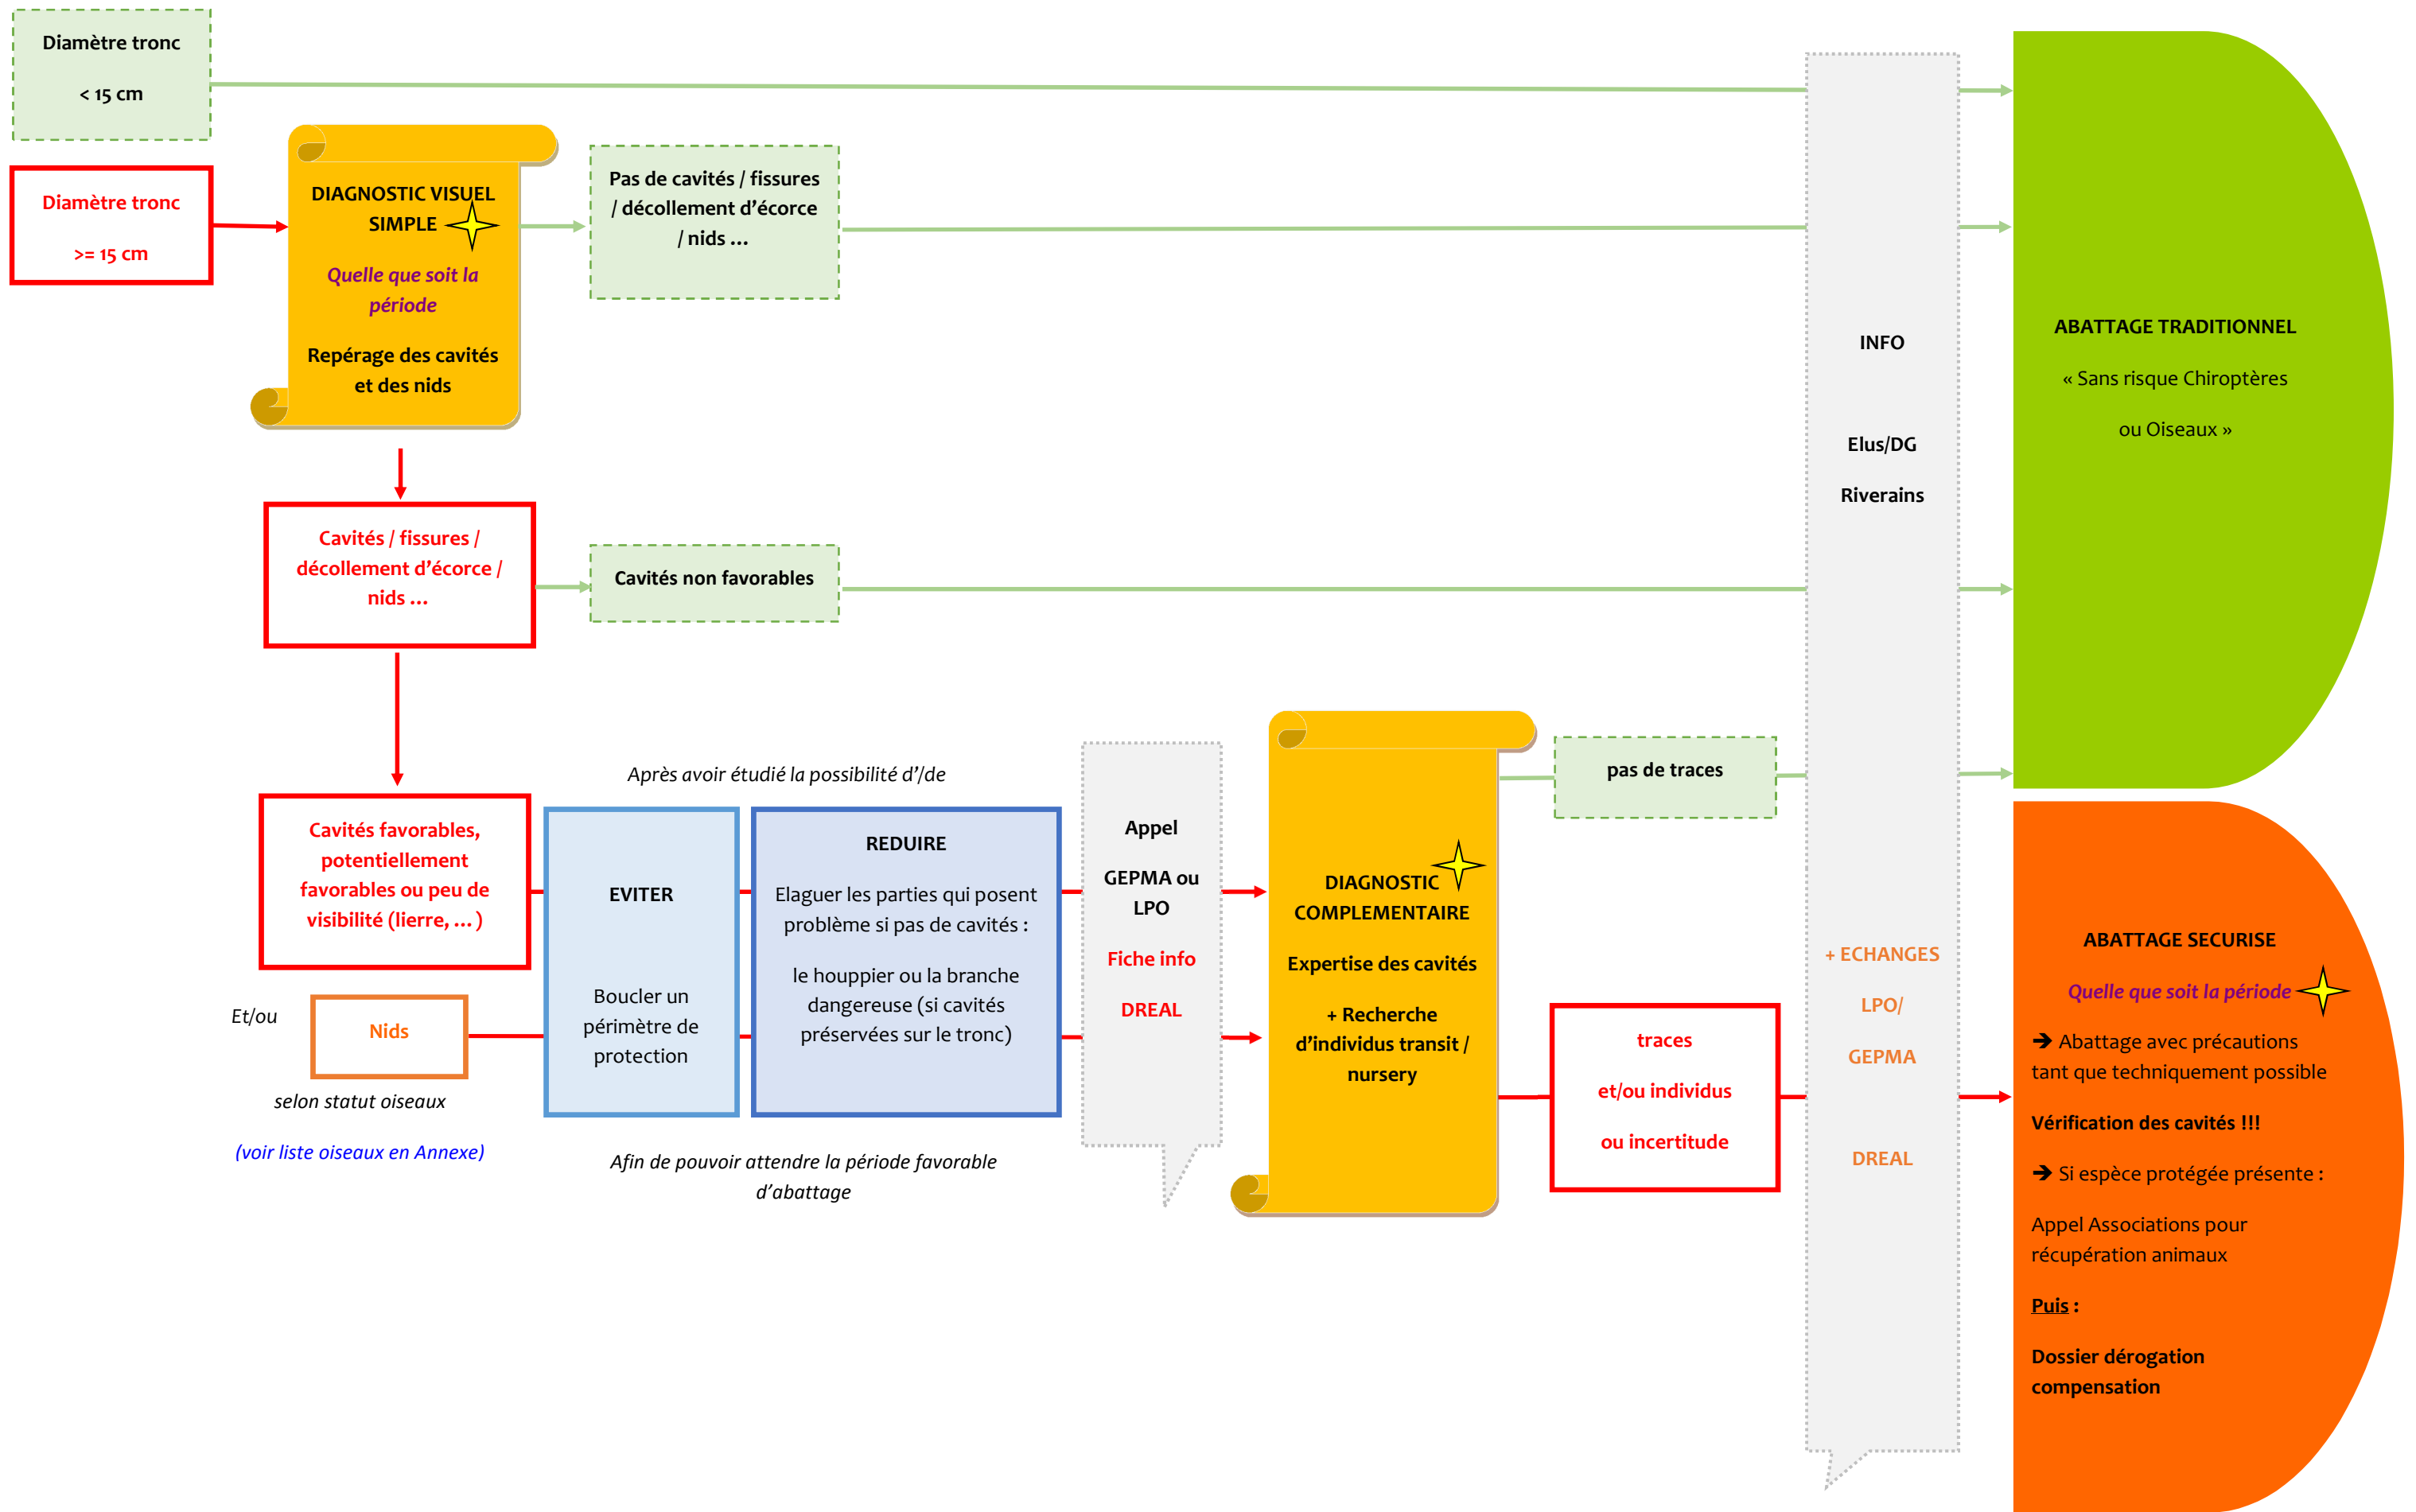 Diamètre tronc
< 15 cm
Diamètre tronc
>= 15 cm
DIAGNOSTIC VISUEL
SIMPLE
Quelle que soit la
période
Repérage des cavités
et des nids
Pas de cavités / fissures
/ décollement d’écorce
/ nids ...
Cavités / fissures /
décollement d’écorce /
nids ...
Cavités non favorables
Cavités favorables,
potentiellement
favorables ou peu de
visibilité (lierre, ... )
Et/ou
Nids
selon statut oiseaux
(voir liste oiseaux en Annexe)
Après avoir étudié la possibilité d’/de
EVITER
Boucler un
périmètre de
protection
REDUIRE
Elaguer les parties qui posent
problème si pas de cavités :
le houppier ou la branche
dangereuse (si cavités
préservées sur le tronc)
Afin de pouvoir attendre la période favorable
d’abattage
Appel
GEPMA ou
LPO
Fiche info
DREAL
DIAGNOSTIC
COMPLEMENTAIRE
Expertise des cavités
+ Recherche
d’individus transit /
nursery
pas de traces
traces
et/ou individus
ou incertitude
INFO
Elus/DG
Riverains
+ ECHANGES
LPO/
GEPMA
DREAL
ABATTAGE TRADITIONNEL
« Sans risque Chiroptères
ou Oiseaux »
ABATTAGE SECURISE
Quelle que soit la période
➔ Abattage avec précautions
tant que techniquement possible
Vérification des cavités !!!
➔ Si espèce protégée présente :
Appel Associations pour
récupération animaux
Puis :
Dossier dérogation
compensation